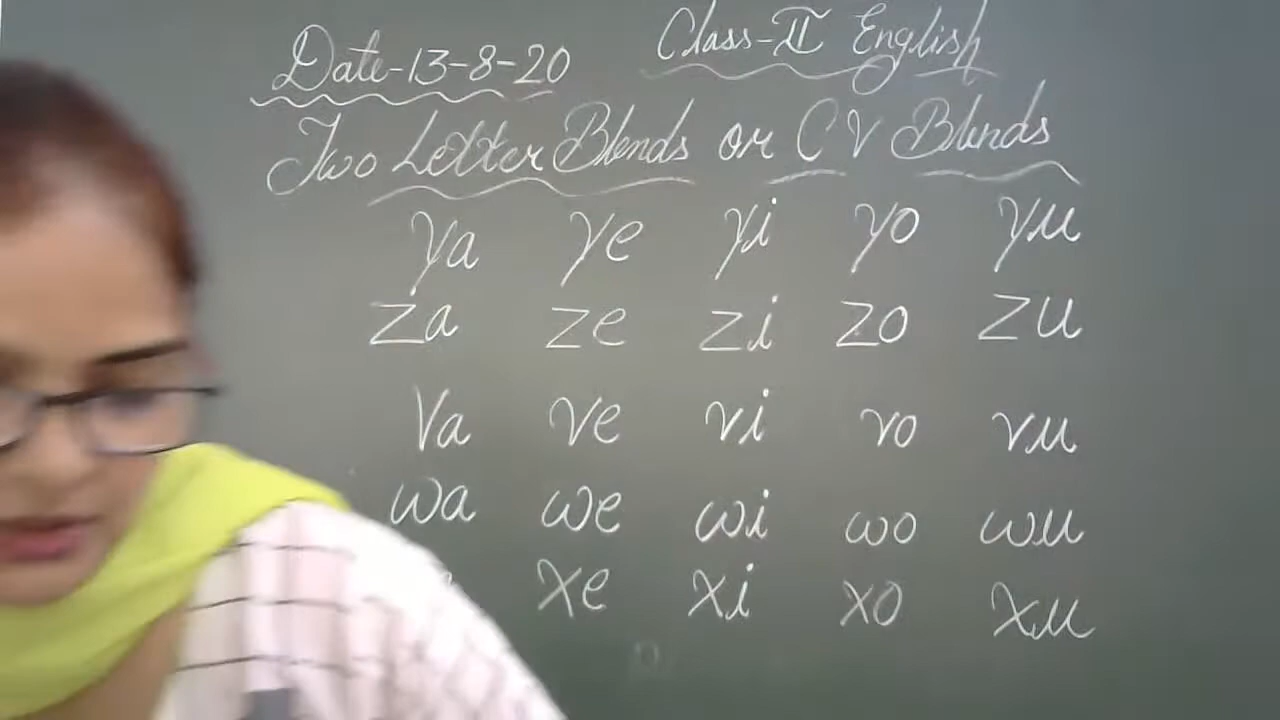 Date-13-8-20 Class-II English
Two Letter Blends or CV Blends
ya ye yi yo yu
za ze zi zo zu
Va ve vi vo vu
wa we wi wo wu
xe xi xo xu